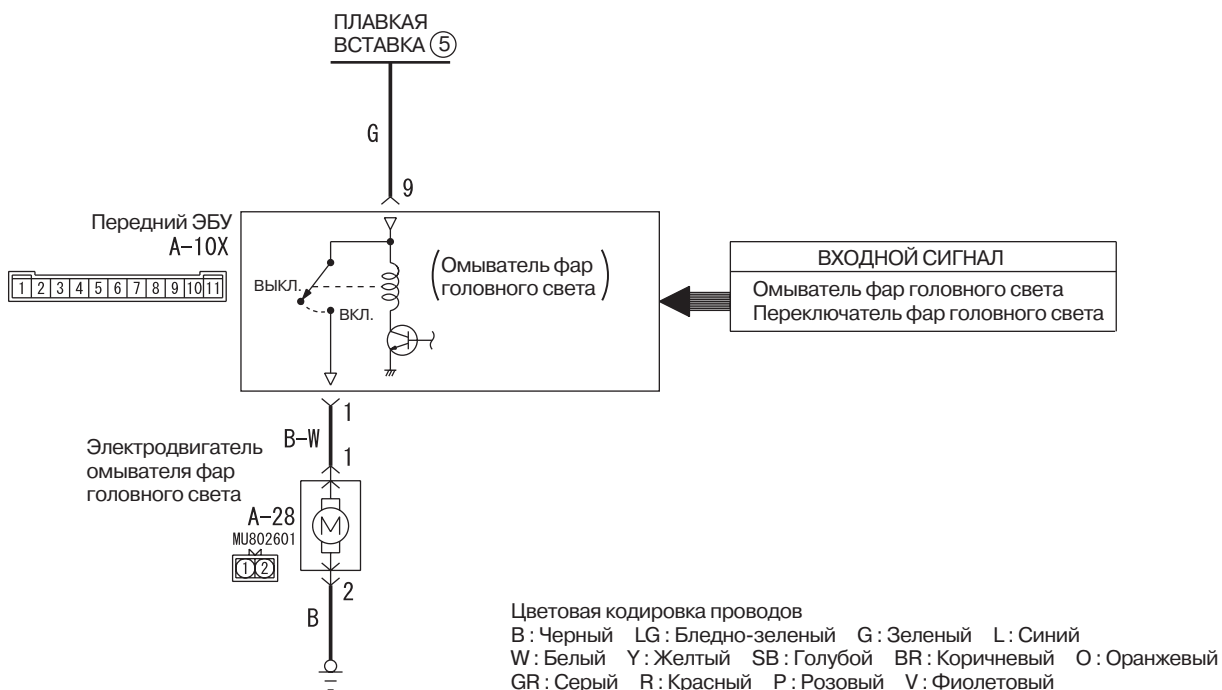 ПЛАВКАЯ
ВСТАВКА ⑤
G
9
Передний ЭБУ
A-10X
1 2 3 4 5 6 7 8 9 10 11
ВЫКЛ.
ВКЛ.
(Омыватель фар
головного света)
ВХОДНОЙ СИГНАЛ
Омыватель фар головного света
Переключатель фар головного света
1
B-W
1
Электродвигатель
омывателя фар
головного света
A-28
MU802601
1 2
M
2
B
Цветовая кодировка проводов
B : Черный LG : Бледно-зеленый G : Зеленый L : Синий
W : Белый Y : Желтый SB : Голубой BR : Коричневый O : Оранжевый
GR : Серый R : Красный P : Розовый V : Фиолетовый